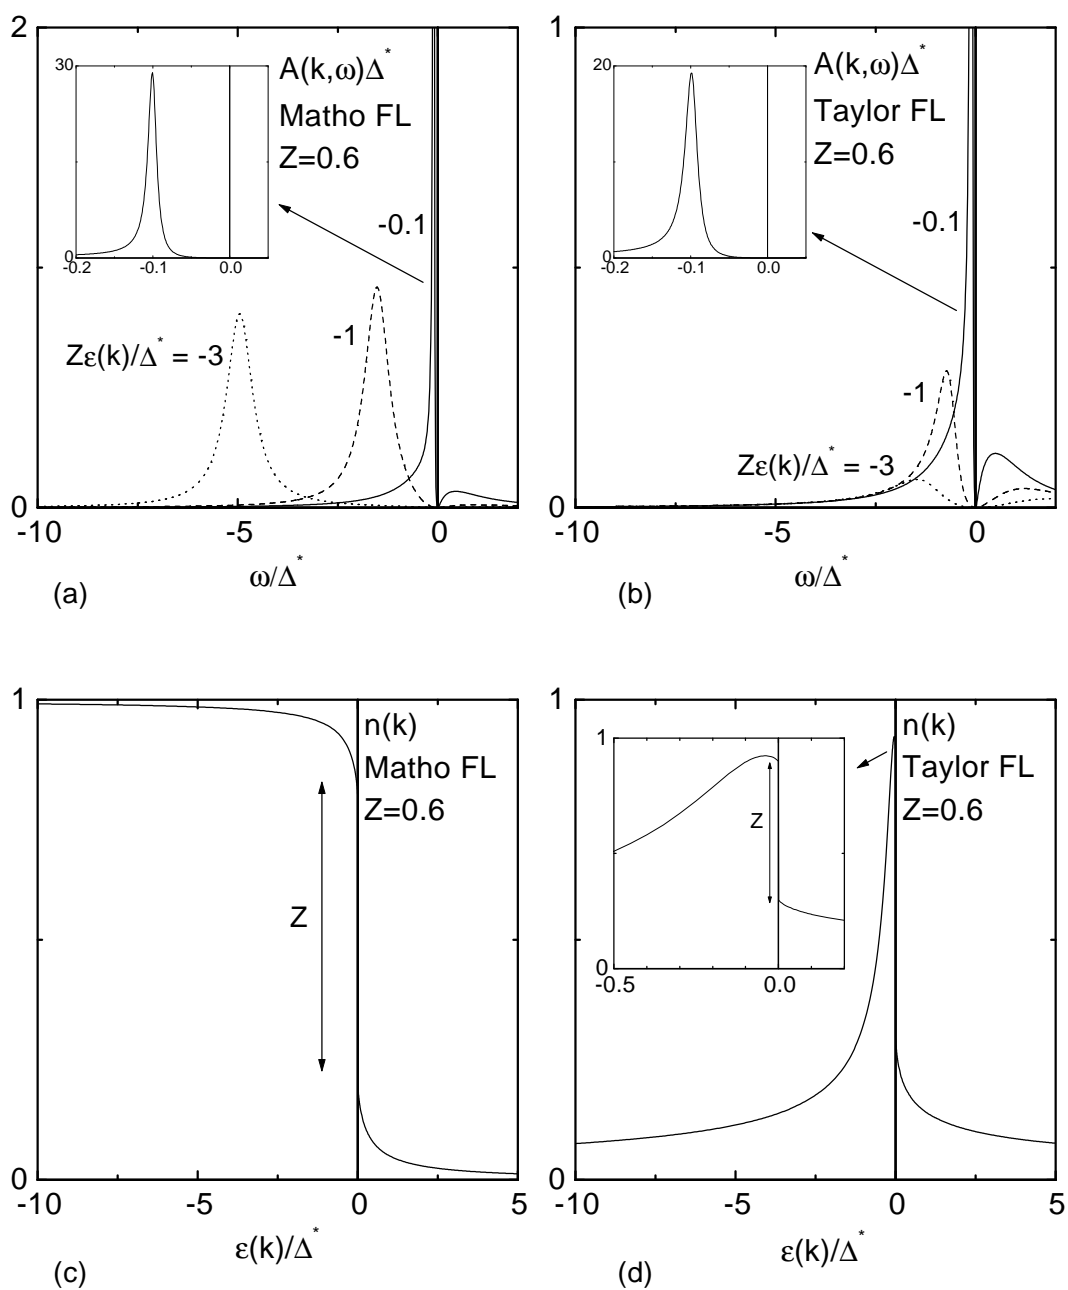 2
30
A(k,ω)Δ*
Matho FL
Z=0.6
-0.1
0
-0.2 -0.1 0.0
-1
Zε(k)/Δ* = -3
0
-10 -5 0
ω/Δ*
(a)
1
20
A(k,ω)Δ*
Taylor FL
Z=0.6
-0.1
0
-0.2 -0.1 0.0
-1
Zε(k)/Δ* = -3
0
-10 -5 0
ω/Δ*
(b)
1
n(k)
Matho FL
Z=0.6
Z
0
-10 -5 0 5
ε(k)/Δ*
(c)
1
n(k)
Taylor FL
Z=0.6
1
Z
0
-0.5 0.0
0
-10 -5 0 5
ε(k)/Δ*
(d)